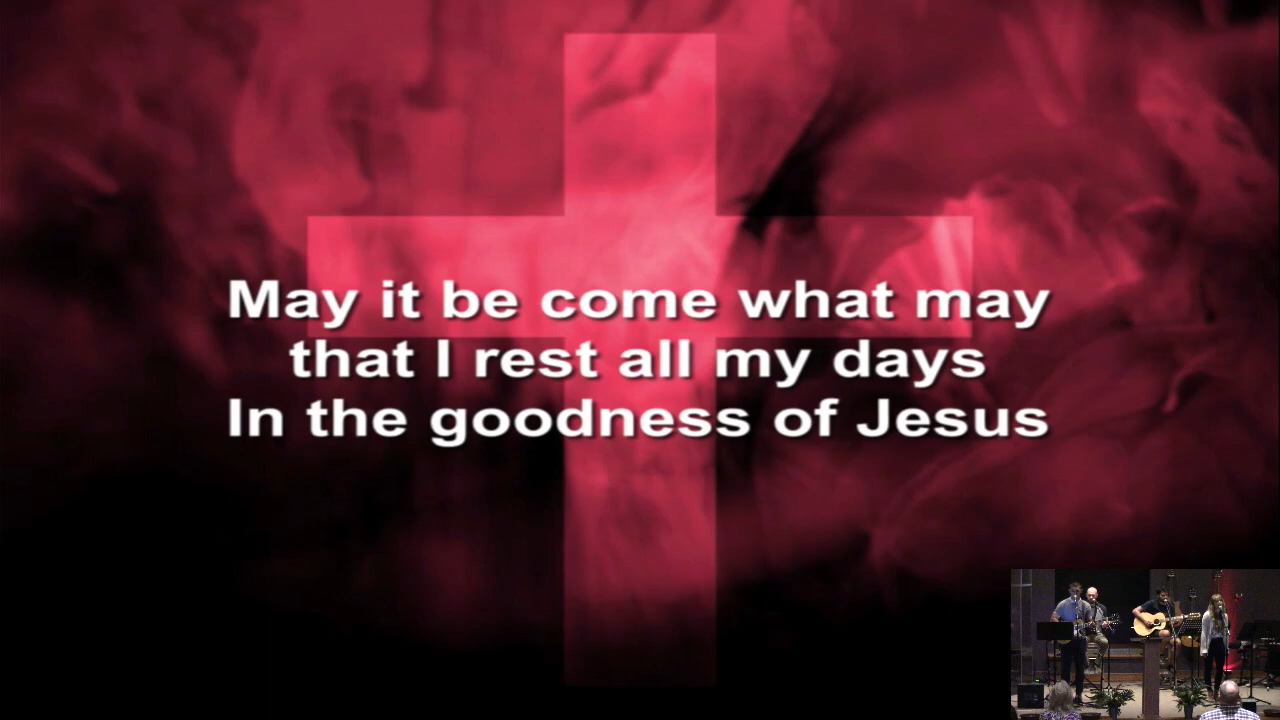 May it be come what may
that I rest all my days
In the goodness of Jesus